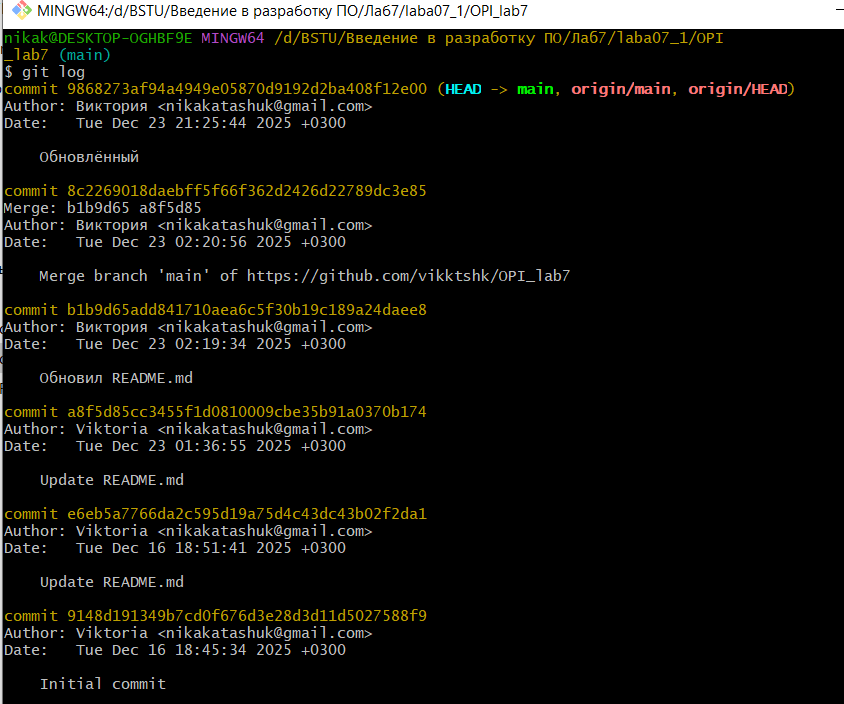 MINGW64:/d/BSTU/Введение в разработку ПО/Ла67/laba07_1/OPI_lab7
nikak@DESKTOP-OGHBF9E MINGW64 /d/BSTU/Введение в разработку ПО/Ла67/laba07_1/OPI
_lab7 (main)
$ git log
commit 9868273af94a4949e05870d9192d2ba408f12e00 (HEAD -> main, origin/main, origin/HEAD)
Author: Виктория <nikakatashuk@gmail.com>
Date:   Tue Dec 23 21:25:44 2025 +0300
Обновлённый
commit 8c2269018daebff5f66f362d2426d22789dc3e85
Merge: b1b9d65 a8f5d85
Author: Виктория <nikakatashuk@gmail.com>
Date:   Tue Dec 23 02:20:56 2025 +0300
Merge branch 'main' of https://github.com/vikktshk/OPI_lab7
commit b1b9d65add841710aea6c5f30b19c189a24daee8
Author: Виктория <nikakatashuk@gmail.com>
Date:   Tue Dec 23 02:19:34 2025 +0300
Обновил README.md
commit a8f5d85cc3455f1d0810009cbe35b91a0370b174
Author: Viktoria <nikakatashuk@gmail.com>
Date:   Tue Dec 23 01:36:55 2025 +0300
Update README.md
commit e6eb5a7766da2c595d19a75d4c43dc43b02f2da1
Author: Viktoria <nikakatashuk@gmail.com>
Date:   Tue Dec 16 18:51:41 2025 +0300
Update README.md
commit 9148d191349b7cd0f676d3e28d3d11d5027588f9
Author: Viktoria <nikakatashuk@gmail.com>
Date:   Tue Dec 16 18:45:34 2025 +0300
Initial commit